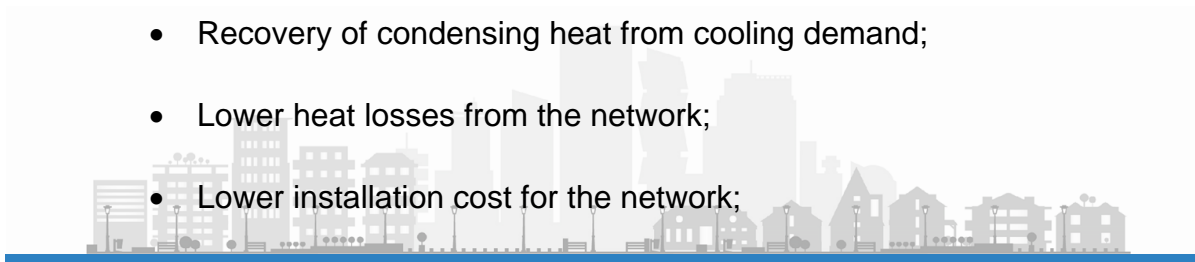 • Recovery of condensing heat from cooling demand;
• Lower heat losses from the network;
• Lower installation cost for the network;